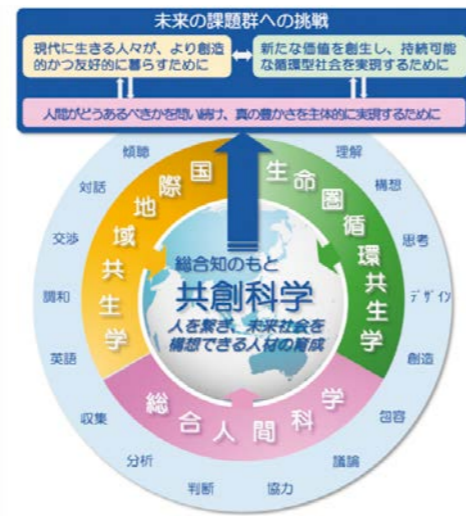 未来の課題群への挑戦
現代に生きる人々が、より創造
的かつ友好的に暮らすために
新たな価値を創生し、持続可能
な循環型社会を実現するために
人間がどうあるべきかを問い続け、真の豊かさを主体的に実現するために
国際地域共生学
生命圏循環共生学
総合人間科学
総合知のもと
共創科学
人を繋ぎ、未来社会を
構想できる人材の育成
傾聴
対話
交渉
調和
英語
収集
分析
判断
協力
議論
包容
創造
デザイン
思考
構想
理解